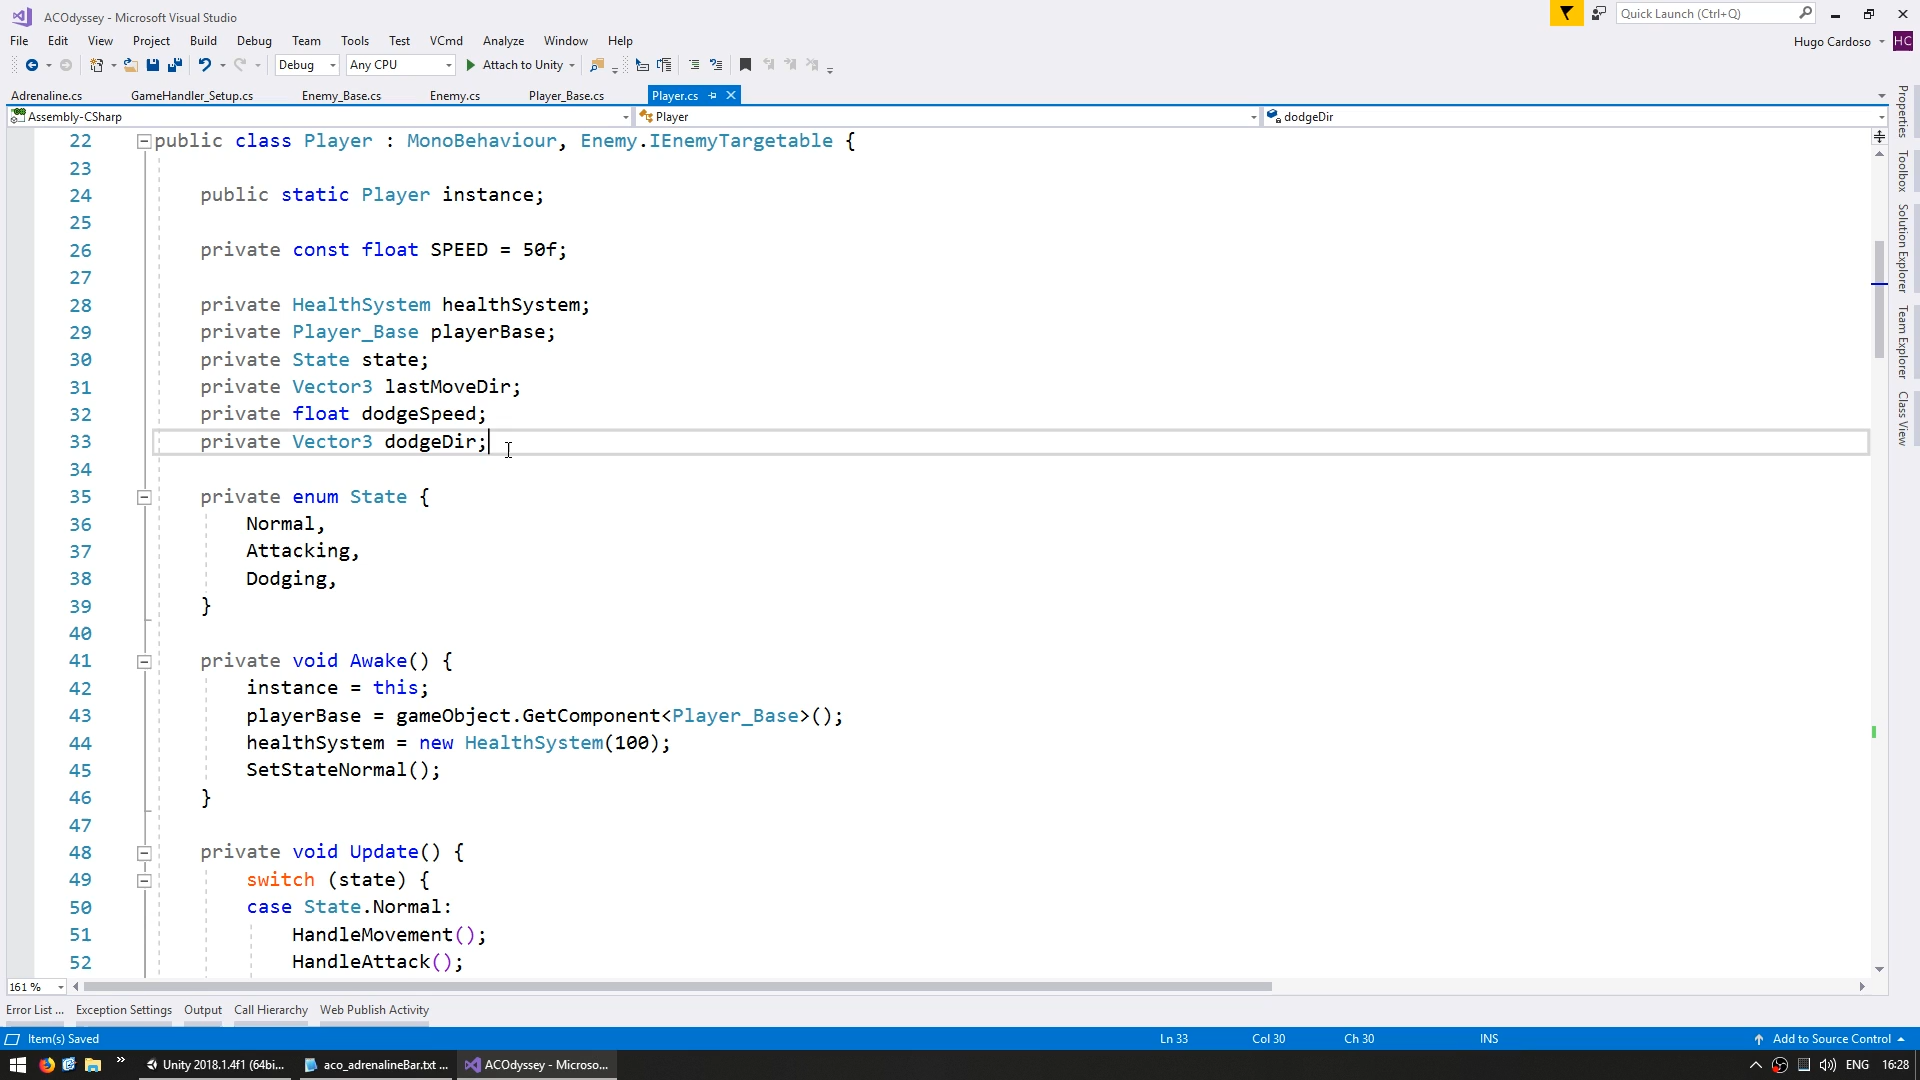 ACOdyssey - Microsoft Visual Studio
Quick Launch (Ctrl+Q)
File Edit View Project Build Debug Team Tools Test VCmd Analyze Window Help
Hugo Cardoso HC
Debug Any CPU Attach to Unity
Adrenaline.cs GameHandler_Setup.cs Enemy_Base.cs Enemy.cs Player_Base.cs Player.cs
Assembly-CSharp Player dodgeDir
22 public class Player : MonoBehaviour, Enemy.IEnemyTargetable {
23
24 public static Player instance;
25
26 private const float SPEED = 50f;
27
28 private HealthSystem healthSystem;
29 private Player_Base playerBase;
30 private State state;
31 private Vector3 lastMoveDir;
32 private float dodgeSpeed;
33 private Vector3 dodgeDir;
34
35 private enum State {
36 Normal,
37 Attacking,
38 Dodging,
39 }
40
41 private void Awake() {
42 instance = this;
43 playerBase = gameObject.GetComponent<Player_Base>();
44 healthSystem = new HealthSystem(100);
45 SetStateNormal();
46 }
47
48 private void Update() {
49 switch (state) {
50 case State.Normal:
51 HandleMovement();
52 HandleAttack();
Properties
Toolbox
Solution Explorer
Team Explorer
Class View
161 %
Error List ... Exception Settings Output Call Hierarchy Web Publish Activity
Item(s) Saved Ln 33 Col 30 Ch 30 INS Add to Source Control
Unity 2018.1.4f1 (64bi... aco_adrenalineBar.txt ... ACOdyssey - Microso... ENG 16:28